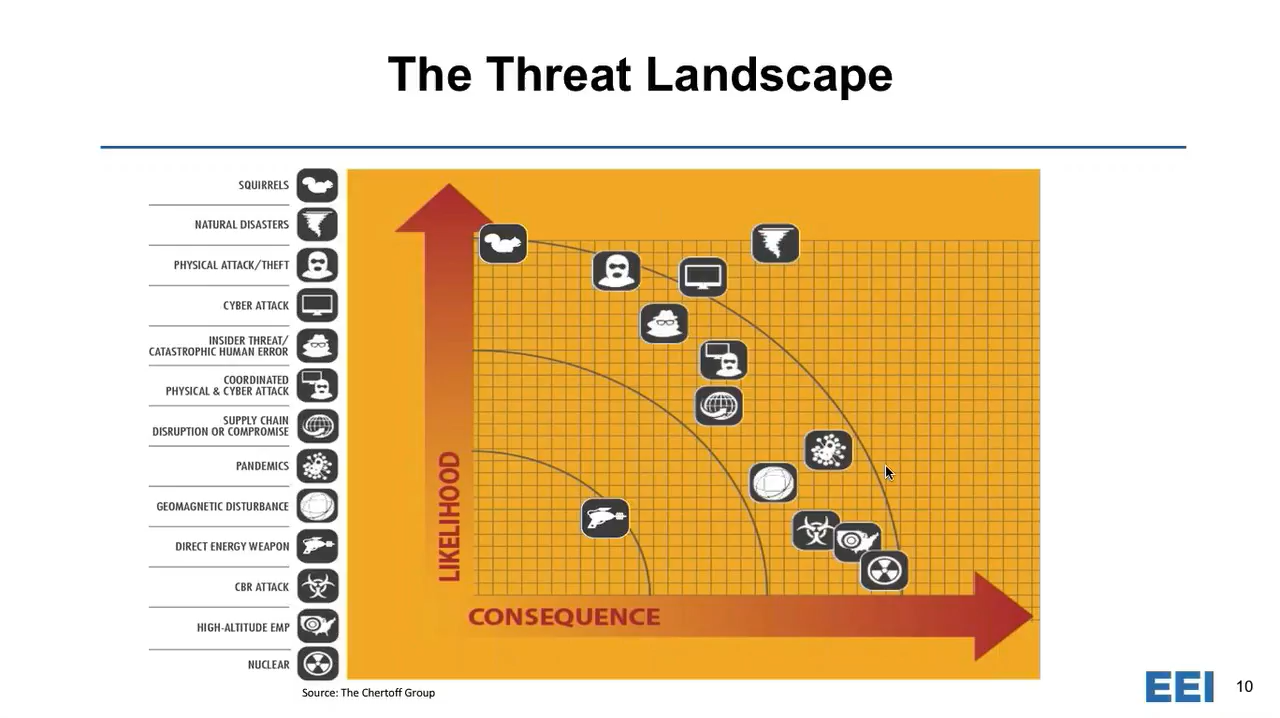 The Threat Landscape
SQUIRRELS
NATURAL DISASTERS
PHYSICAL ATTACK/THEFT
CYBER ATTACK
INSIDER THREAT/
CATASTROPHIC HUMAN ERROR
COORDINATED
PHYSICAL & CYBER ATTACK
SUPPLY CHAIN
DISRUPTION OR COMPROMISE
PANDEMICS
GEOMAGNETIC DISTURBANCE
DIRECT ENERGY WEAPON
CBR ATTACK
HIGH-ALTITUDE EMP
NUCLEAR
LIKELIHOOD
CONSEQUENCE
Source: The Chertoff Group
EEI
10